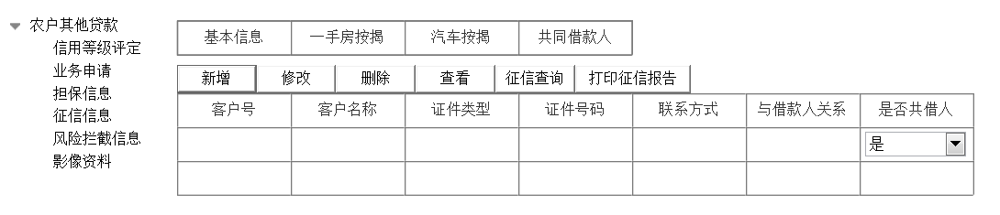 农户其他贷款
信用等级评定
业务申请
担保信息
征信信息
风险拦截信息
影像资料
基本信息 一手房按揭 汽车按揭 共同借款人
新增 修改 删除 查看 征信查询 打印征信报告
客户号 客户名称 证件类型 证件号码 联系方式 与借款人关系 是否共借人
是